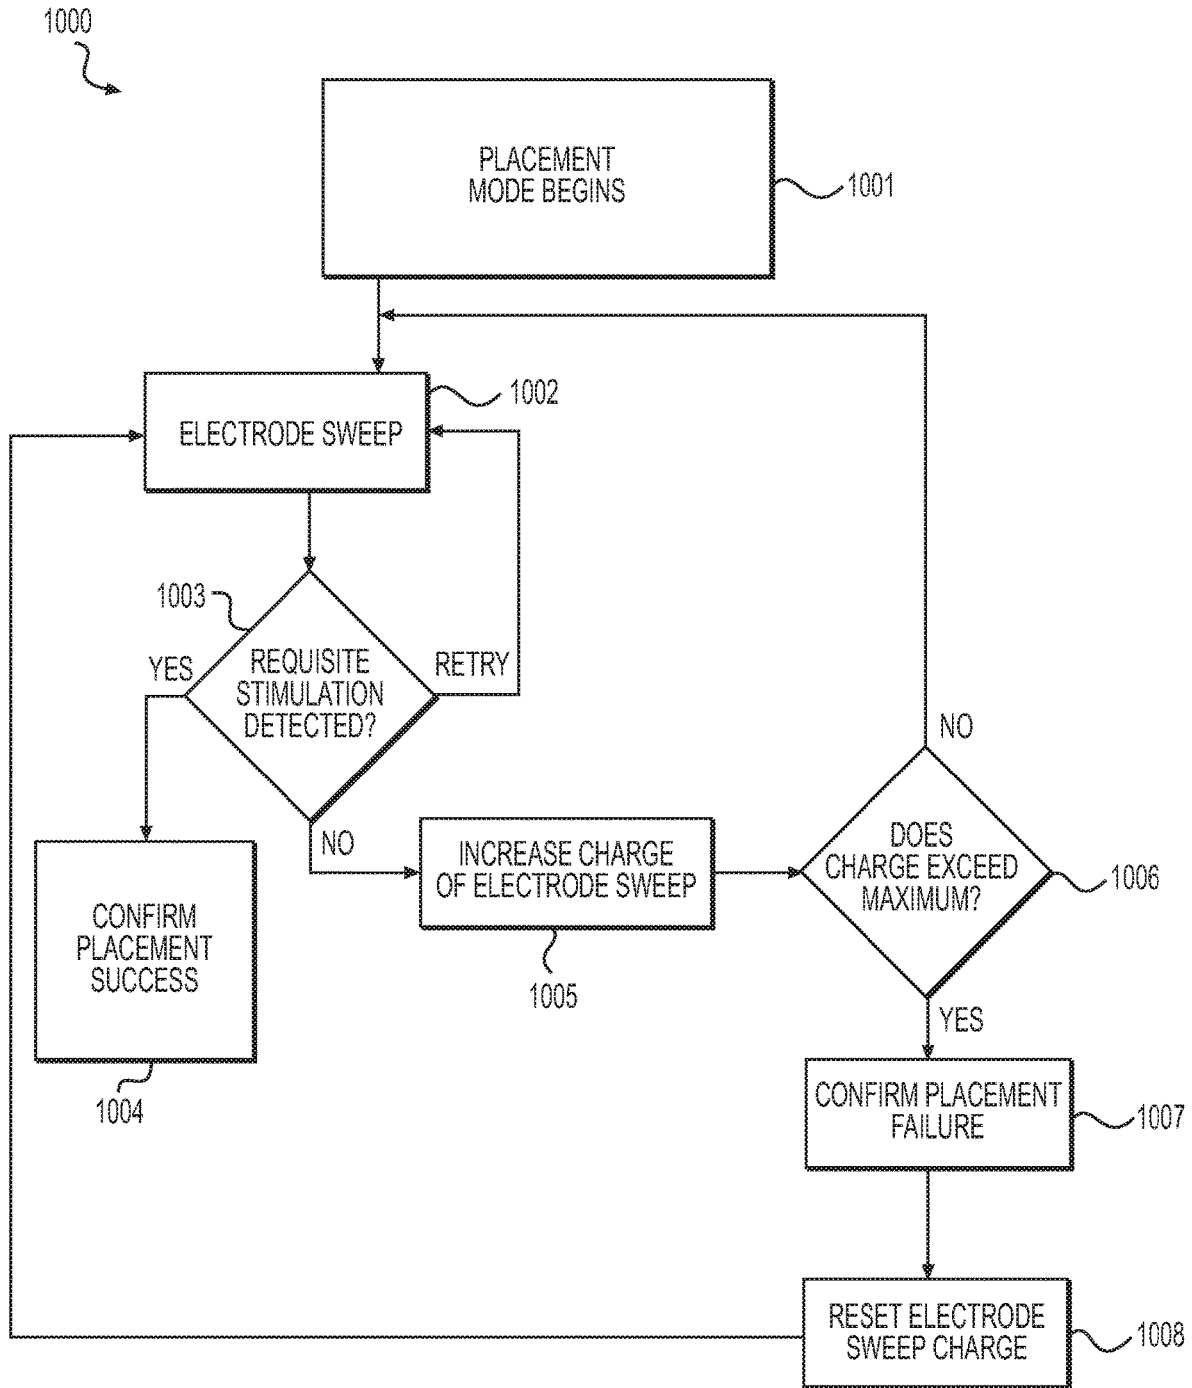 1000
PLACEMENT
MODE BEGINS
1001
1002
ELECTRODE SWEEP
1003
YES
REQUISITE
STIMULATION
DETECTED?
RETRY
NO
NO
INCREASE CHARGE
OF ELECTRODE SWEEP
1005
DOES
CHARGE EXCEED
MAXIMUM?
1006
CONFIRM
PLACEMENT
SUCCESS
1004
YES
CONFIRM PLACEMENT
FAILURE
1007
RESET ELECTRODE
SWEEP CHARGE
1008